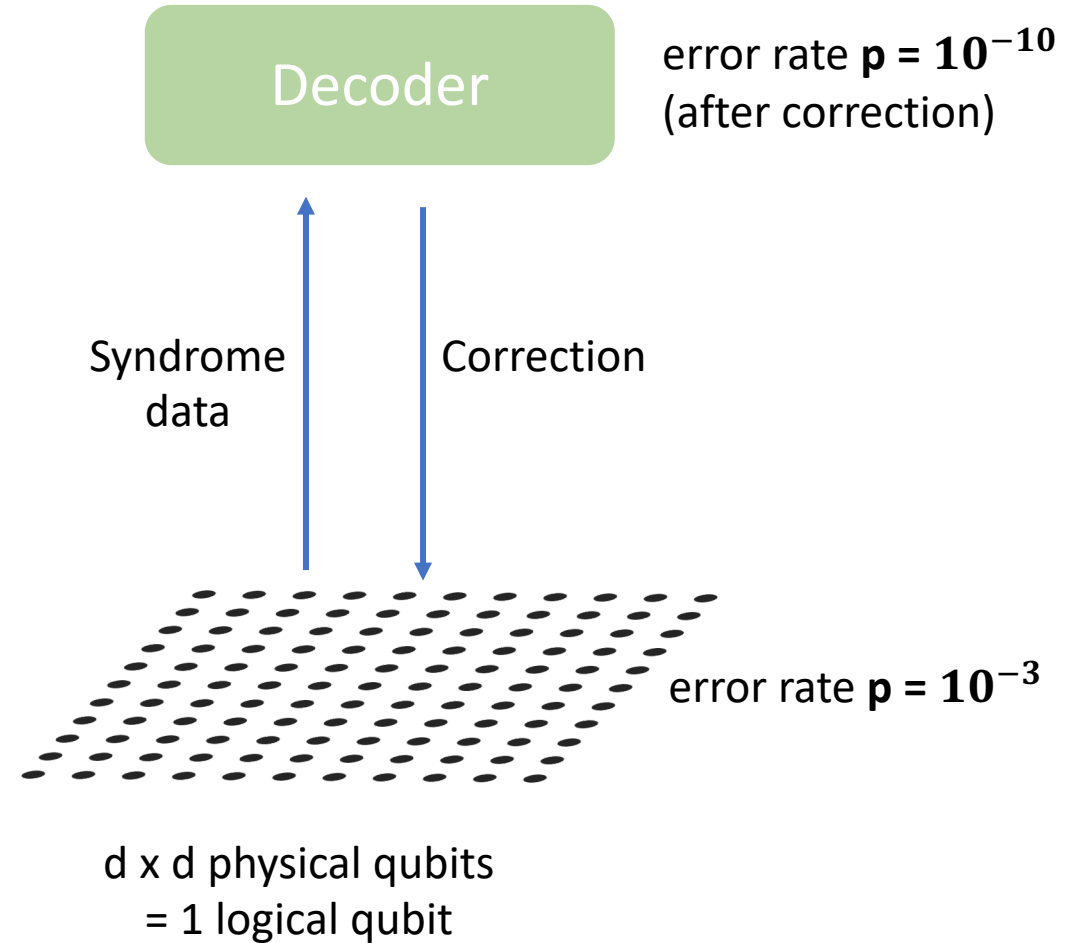 Decoder
error rate p = 10⁻¹⁰
(after correction)
Syndrome
data
Correction
error rate p = 10⁻³
d x d physical qubits
= 1 logical qubit